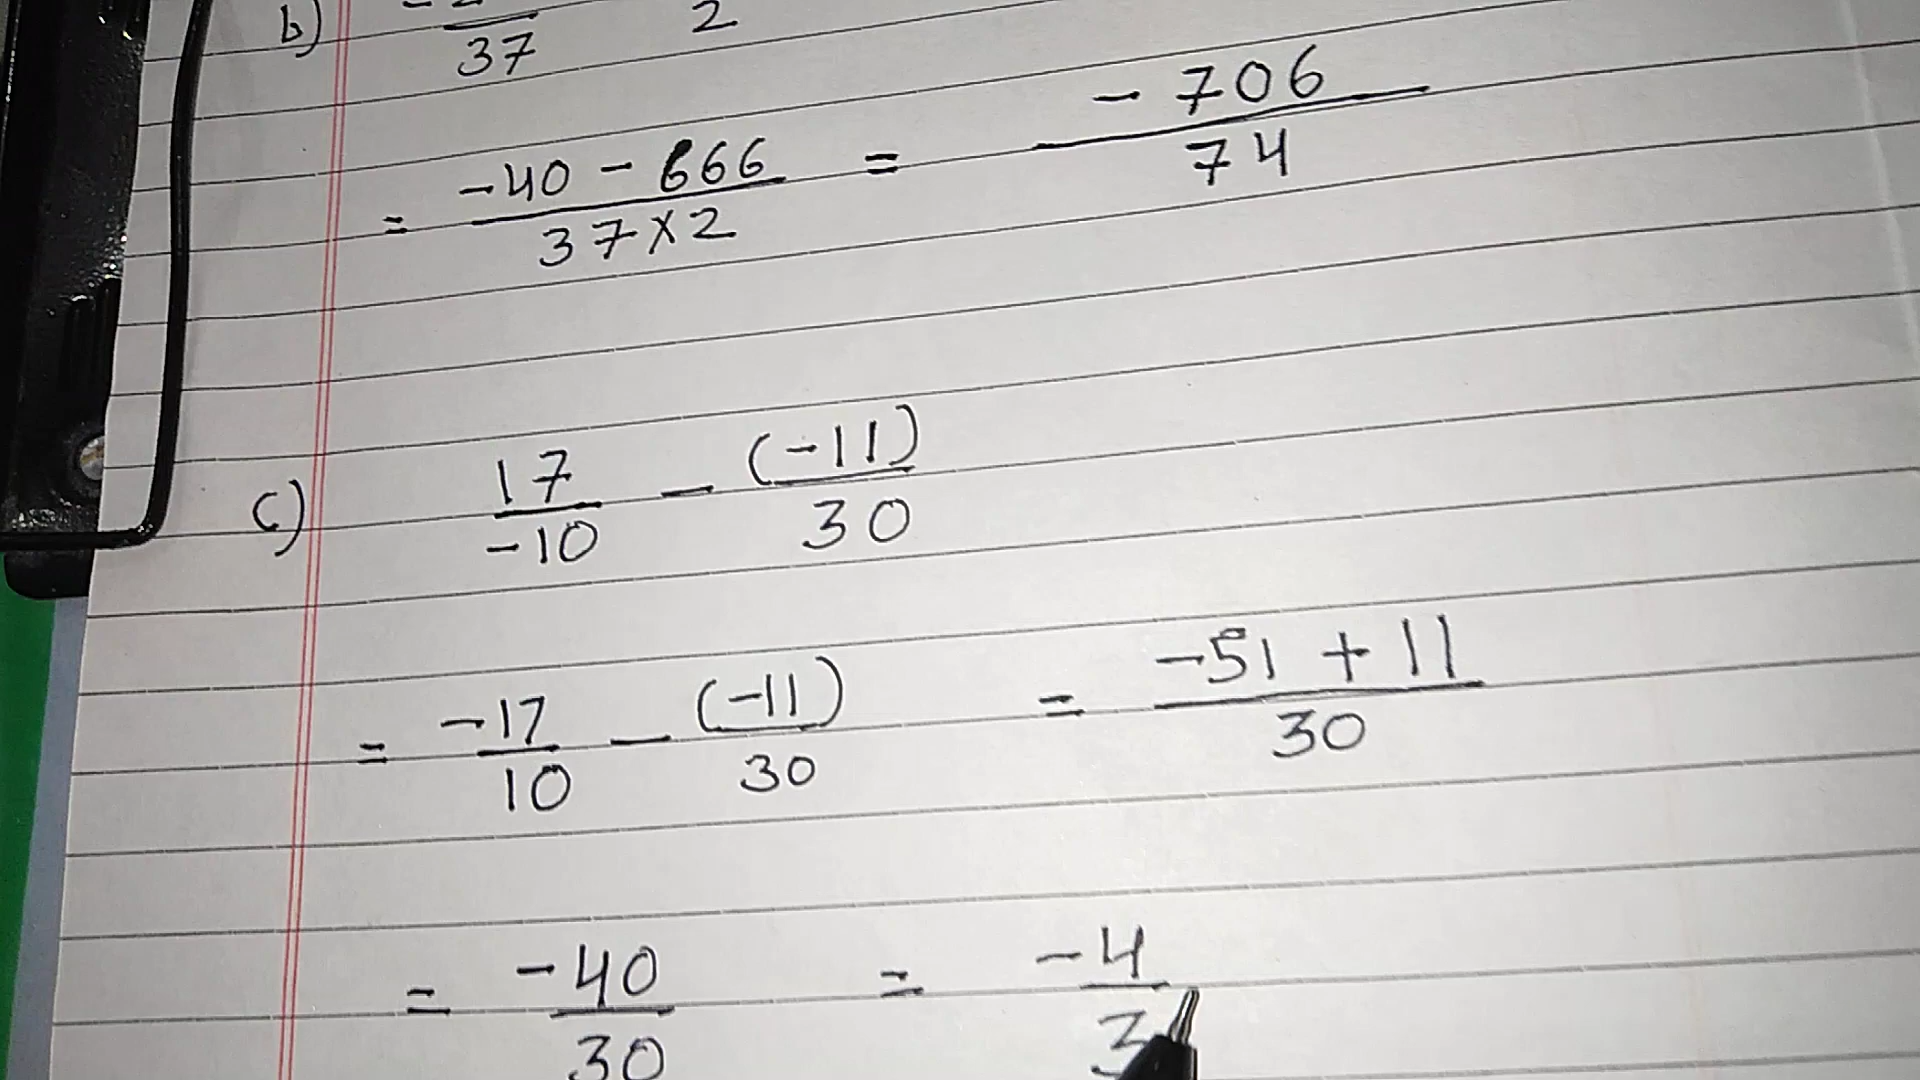 b) 37 2
= -40 - 666 / 37 × 2 = -706 / 74
c) 17 / -10 - (-11) / 30
= -17 / 10 - (-11) / 30 = -51 + 11 / 30
= -40 / 30 = -4 / 3